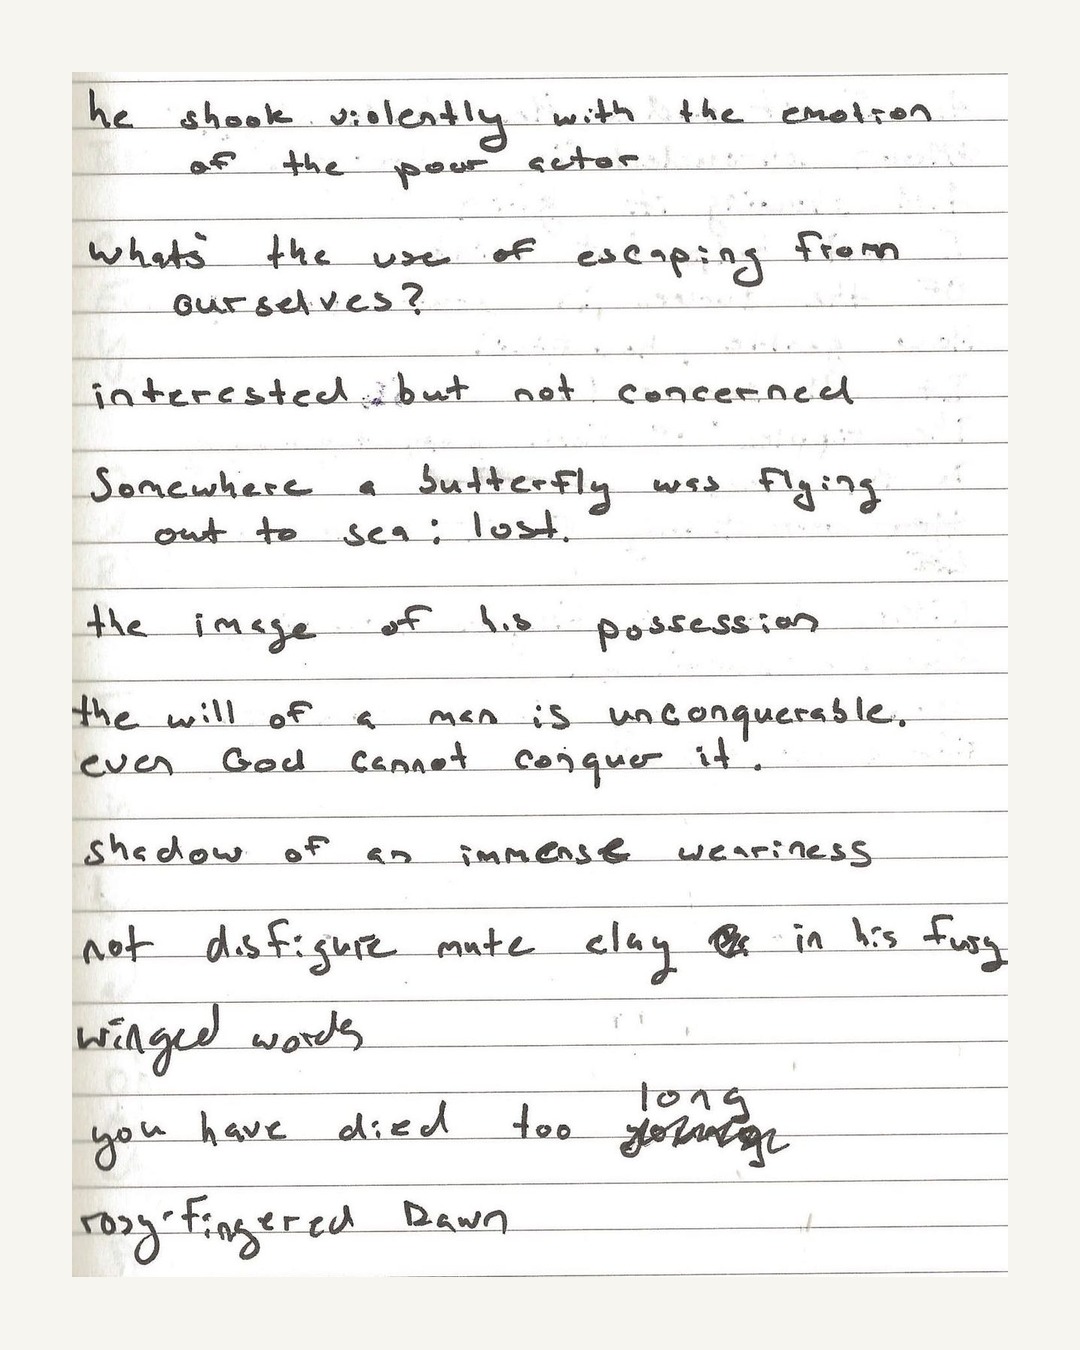 he shook violently with the emotion
of the poor actor
what's the use of escaping from
ourselves?
interested but not concerned
Somewhere a butterfly was flying
out to sea: lost.
the image of his possession
the will of a man is unconquerable.
even God cannot conquer it.
shadow of an immense weariness
not disfigure mute clay in his fury
winged words
long
you have died too
rosy-fingered Dawn